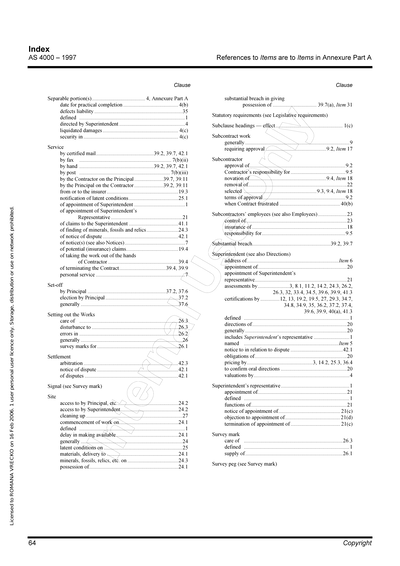 Index
AS 4000 – 1997
References to Items are to Items in Annexure Part A
Clause
Separable portion(s) 4, Annexure Part A
date for practical completion 4(b)
defects liability 35
defined 1
directed by Superintendent 4
liquidated damages 4(c)
security in 4(c)
Service
by certified mail 39.2, 39.7, 42.1
by fax 7(b)(ii)
by hand 39.2, 39.7, 42.1
by post 7(b)(ii)
by the Contractor on the Principal 39.7, 39.11
by the Principal on the Contractor 39.2, 39.11
from or to the insurer 19.3
notification of latent conditions 25.1
of appointment of Superintendent 1
of appointment of Superintendent's
Representative 21
of claims to the Superintendent 41.1
of finding of minerals, fossils and relics 24.3
of notice of dispute 42.1
of notice(s) (see also Notices) 7
of potential (insurance) claims 19.4
of taking the work out of the hands
of Contractor 39.4
of terminating the Contract 39.4, 39.9
personal service 7
Set-off
by Principal 37.2, 37.6
election by Principal 37.2
generally 37.6
Setting out the Works
care of 26.3
disturbance to 26.3
errors in 26.2
generally 26
survey marks for 26.1
Settlement
arbitration 42.3
notice of dispute 42.1
of disputes 42.1
Signal (see Survey mark)
Site
access to by Principal, etc. 24.2
access to by Superintendent 24.2
cleaning up 27
commencement of work on 24.1
defined 1
delay in making available 24.1
generally 24
latent conditions on 25
materials, delivery to 24.1
minerals, fossils, relics, etc. on 24.3
possession of 24.1
Clause
substantial breach in giving
possession of 39.7(a), Item 31
Statutory requirements (see Legislative requirements)
Subclause headings — effect 1(c)
Subcontract work
generally 9
requiring approval 9.2, Item 17
Subcontractor
approval of 9.2
Contractor's responsibility for 9.5
novation of 9.4, Item 18
removal of 22
selected 9.3, 9.4, Item 18
terms of approval 9.2
when Contract frustrated 40(b)
Subcontractors' employees (see also Employees) 23
control of 23
insurance of 18
responsibility for 9.5
Substantial breach 39.2, 39.7
Superintendent (see also Directions)
address of Item 6
appointment of 20
appointment of Superintendent's
representative 21
assessments by 3, 8.1, 11.2, 14.2, 24.3, 26.2,
26.3, 32, 33.4, 34.5, 39.6, 39.9, 41.3
certifications by 12, 13, 19.2, 19.5, 27, 29.3, 34.7,
34.8, 34.9, 35, 36.2, 37.2, 37.4,
39.6, 39.9, 40(a), 41.3
defined 1
directions of 20
generally 20
includes Superintendent's representative 1
named Item 5
notice to in relation to dispute 42.1
obligations of 20
pricing by 3, 14.2, 25.3, 36.4
to confirm oral directions 20
valuations by 4
Superintendent's representative 1
appointment of 21
defined 1
functions of 21
notice of appointment of 21(c)
objection to appointment of 21(d)
termination of appointment of 21(c)
Survey mark
care of 26.3
defined 1
supply of 26.1
Survey peg (see Survey mark)
64
Copyright